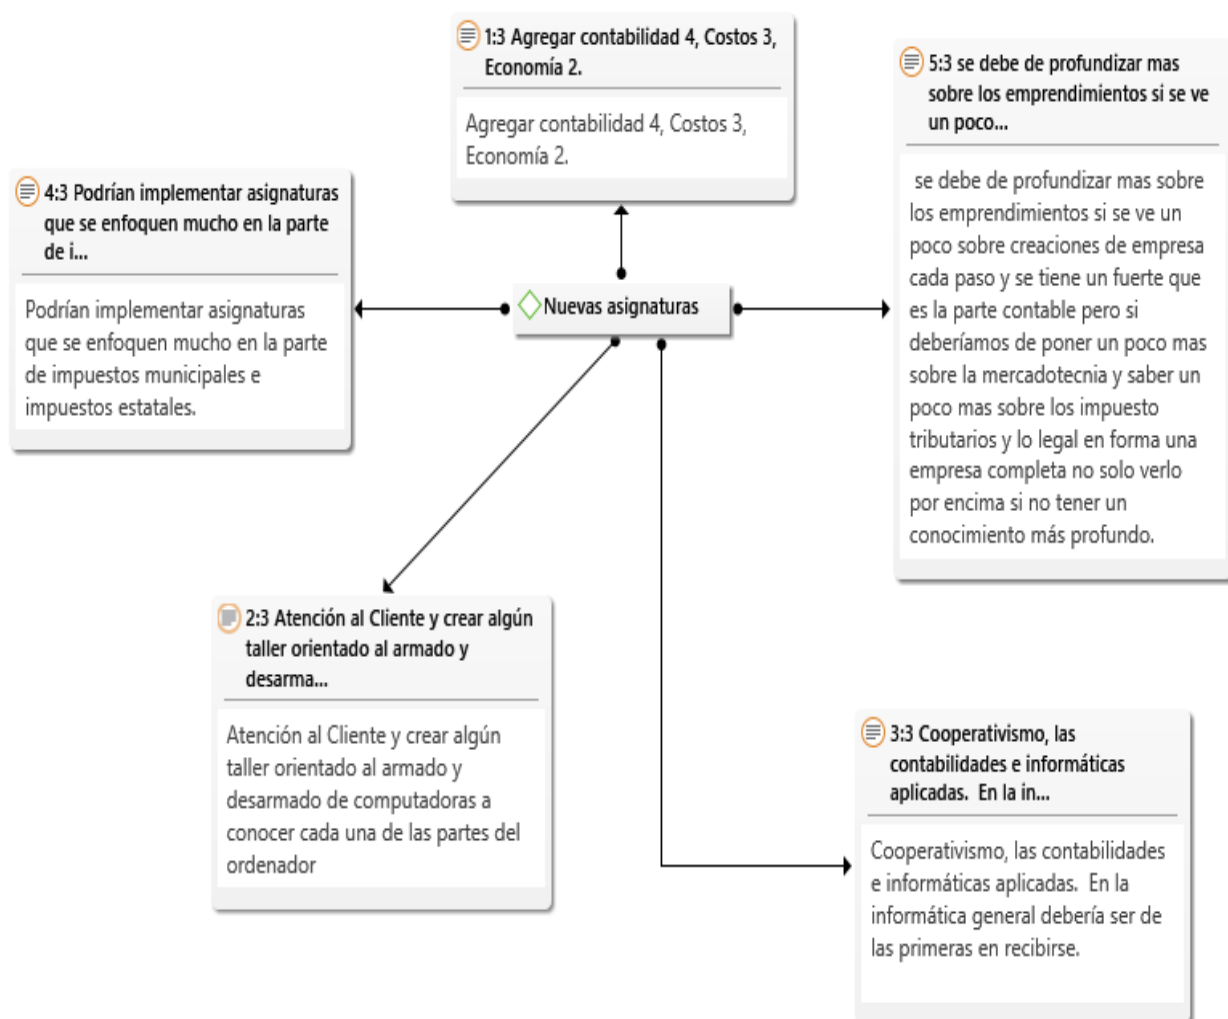 1:3 Agregar contabilidad 4, Costos 3,
Economía 2.
Agregar contabilidad 4, Costos 3,
Economía 2.
5:3 se debe de profundizar mas
sobre los emprendimientos si se ve
un poco...
se debe de profundizar mas sobre
los emprendimientos si se ve un
poco sobre creaciones de empresa
cada paso y se tiene un fuerte que
es la parte contable pero si
deberíamos de poner un poco mas
sobre la mercadotecnia y saber un
poco mas sobre los impuesto
tributarios y lo legal en forma una
empresa completa no solo verlo
por encima si no tener un
conocimiento más profundo.
4:3 Podrían implementar asignaturas
que se enfoquen mucho en la parte
de i...
Podrían implementar asignaturas
que se enfoquen mucho en la parte
de impuestos municipales e
impuestos estatales.
Nuevas asignaturas
2:3 Atención al Cliente y crear algún
taller orientado al armado y
desarma...
Atención al Cliente y crear algún
taller orientado al armado y
desarmado de computadoras a
conocer cada una de las partes del
ordenador
3:3 Cooperativismo, las
contabilidades e informáticas
aplicadas.  En la in...
Cooperativismo, las contabilidades
e informáticas aplicadas.  En la
informática general debería ser de
las primeras en recibirse.